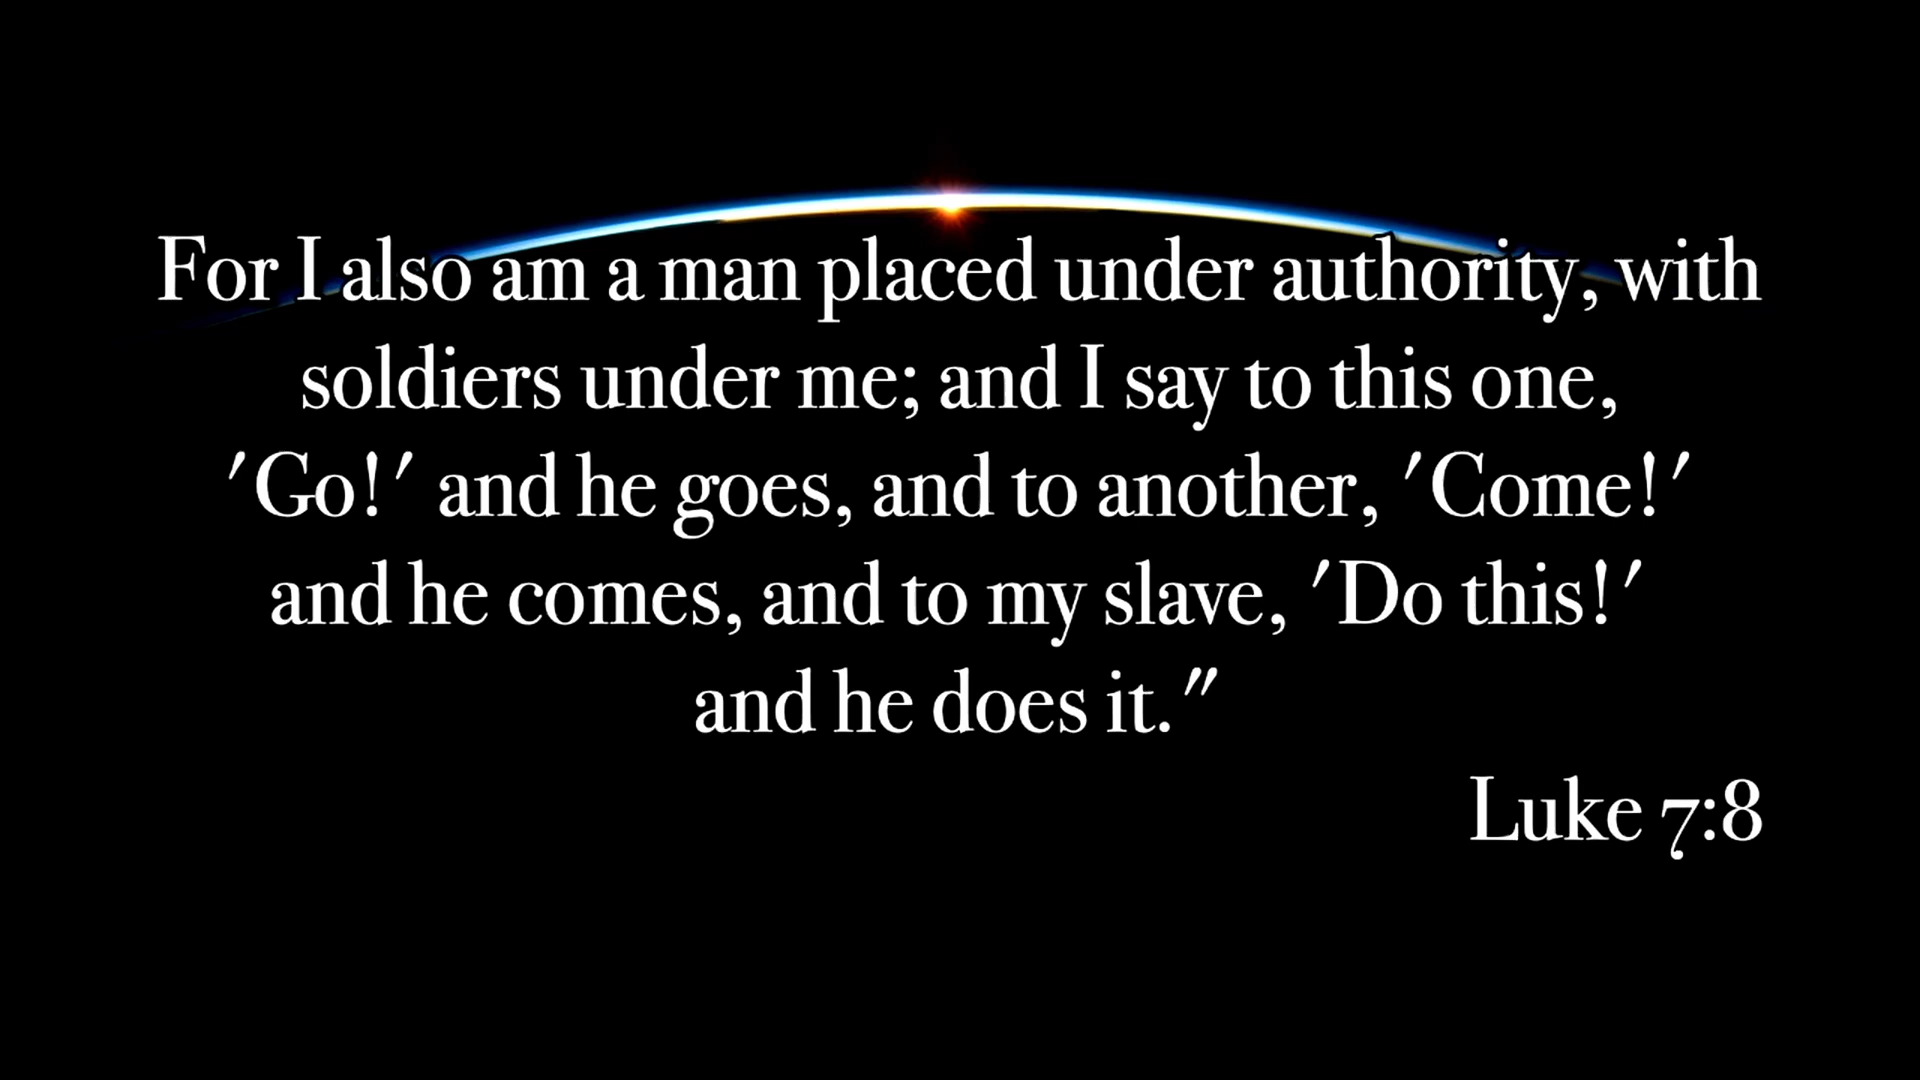 For I also am a man placed under authority, with
soldiers under me; and I say to this one,
'Go!' and he goes, and to another, 'Come!'
and he comes, and to my slave, 'Do this!'
and he does it."
Luke 7:8